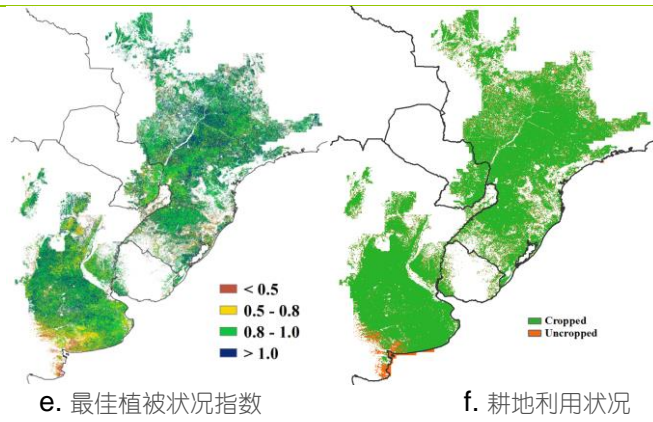 < 0.5
0.5 - 0.8
0.8 - 1.0
> 1.0
Cropped
Uncropped
e. 最佳植被状况指数
f. 耕地利用状况